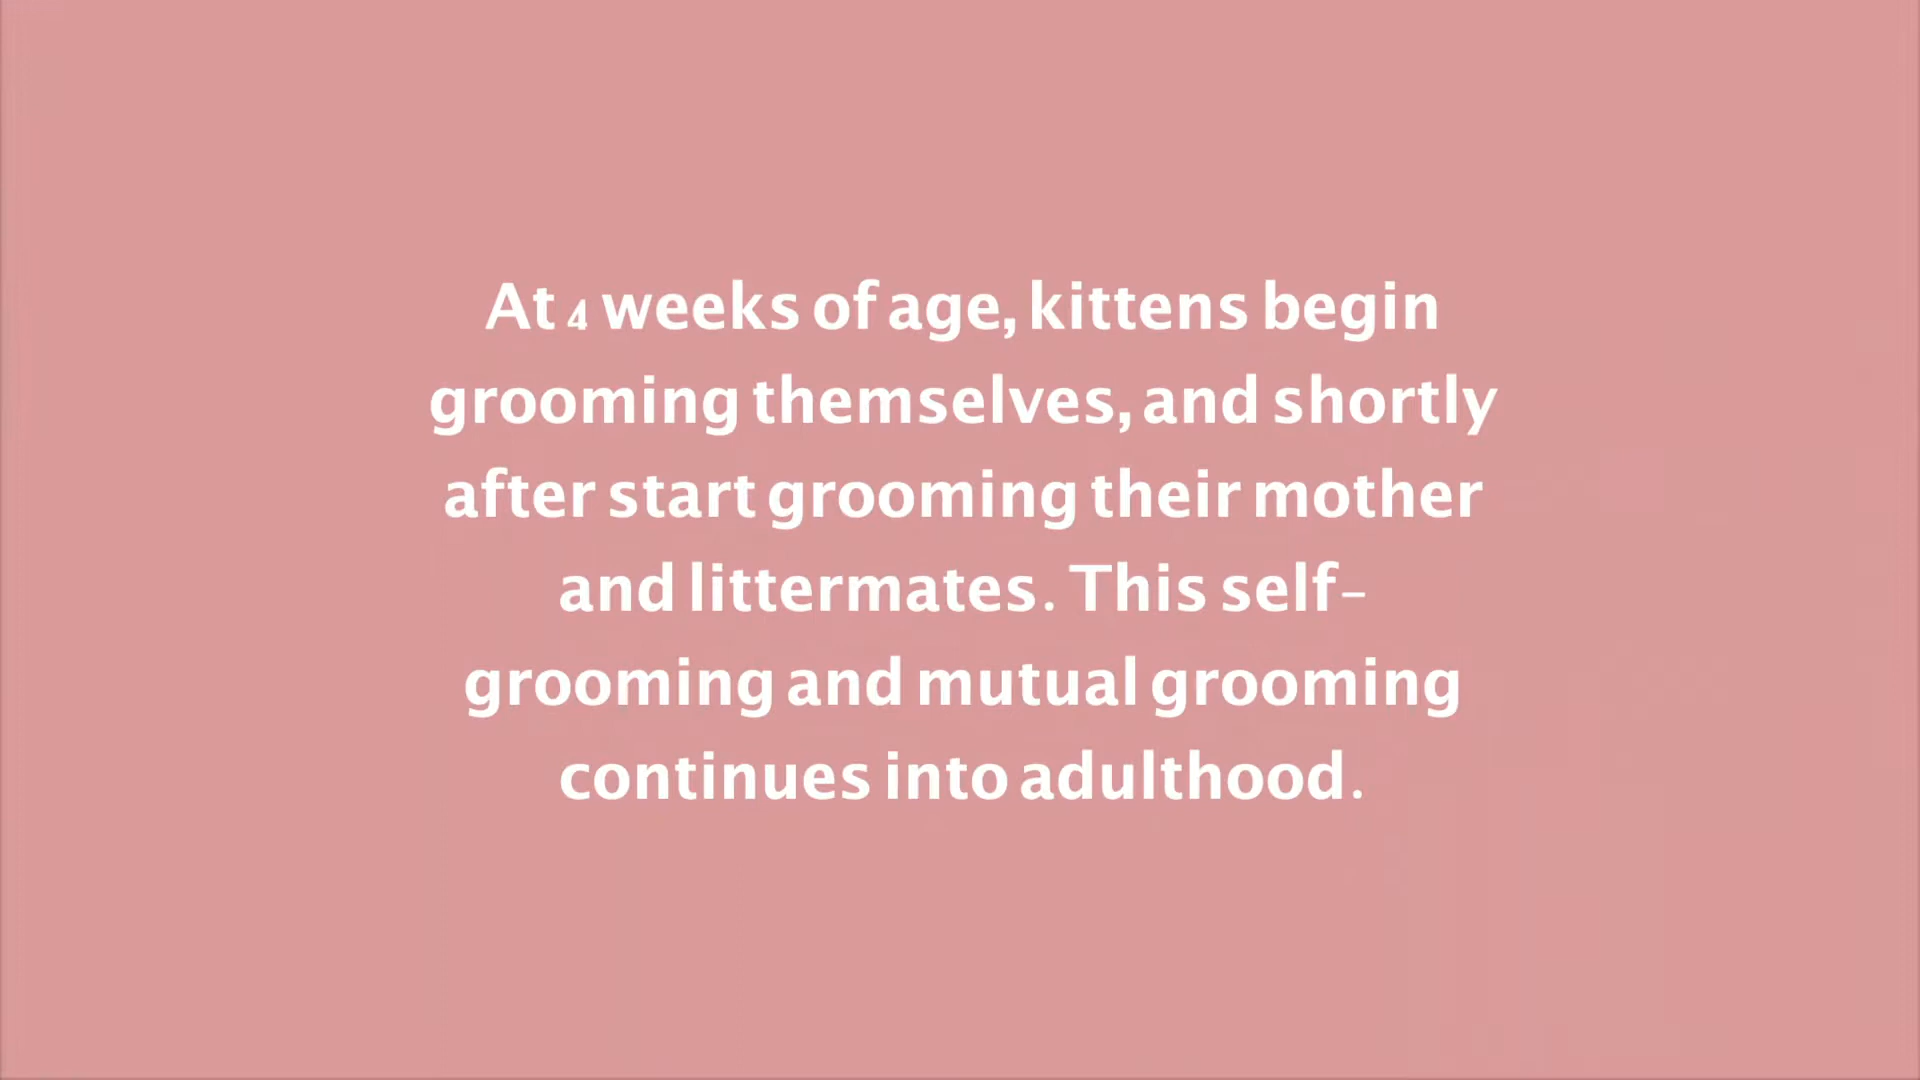 At 4 weeks of age, kittens begin
grooming themselves, and shortly
after start grooming their mother
and littermates. This self-
grooming and mutual grooming
continues into adulthood.